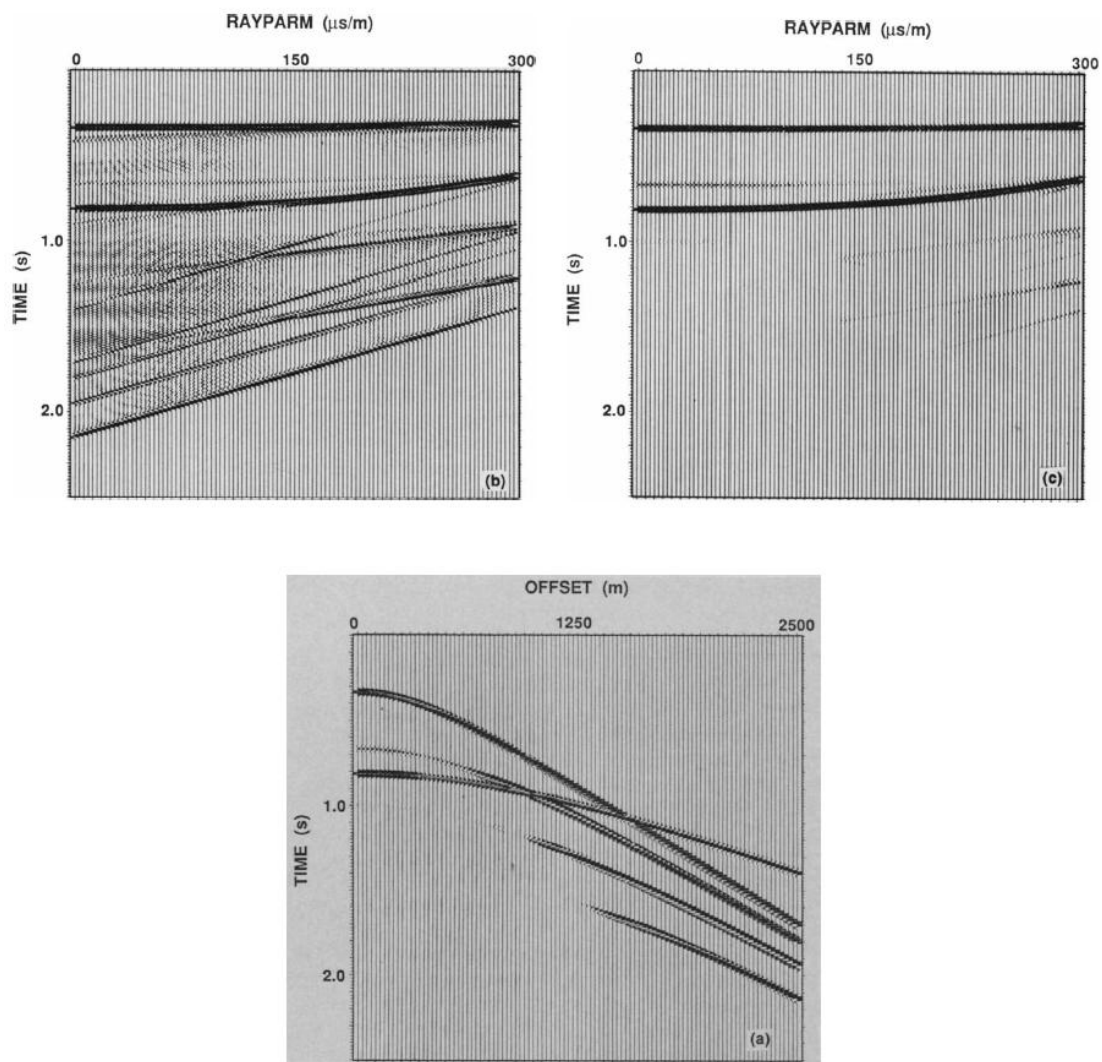 RAYPARM (μs/m)
0 150 300
TIME (s)
1.0
2.0
(b)
RAYPARM (μs/m)
0 150 300
TIME (s)
1.0
2.0
(c)
OFFSET (m)
0 1250 2500
TIME (s)
1.0
2.0
(a)